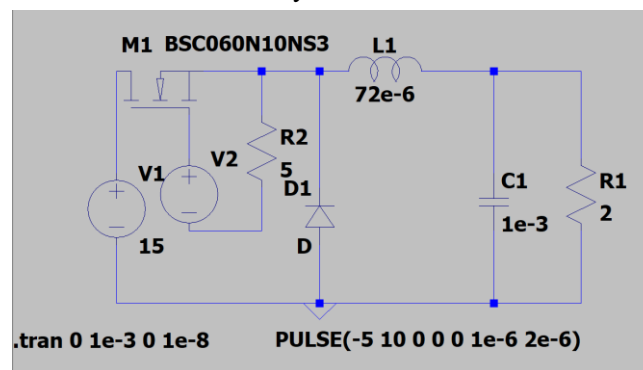 M1 BSC060N10NS3
L1
72e-6
R2
5
V1
V2
D1
D
15
C1
1e-3
R1
2
.tran 0 1e-3 0 1e-8
PULSE(-5 10 0 0 0 1e-6 2e-6)